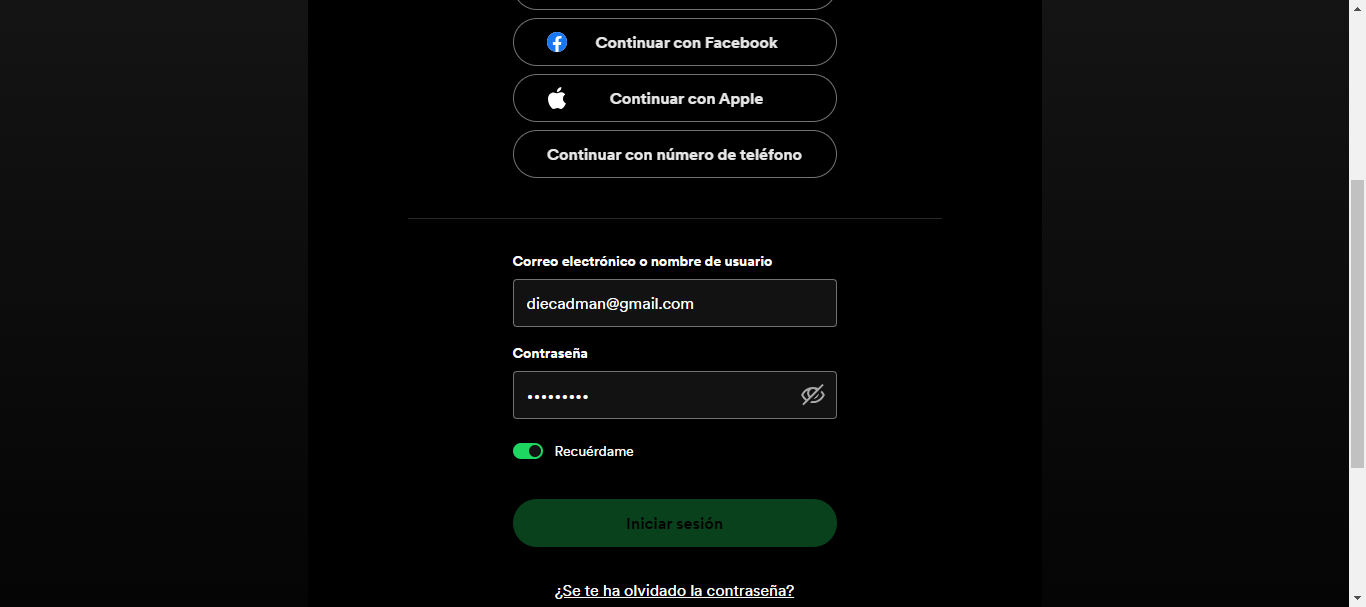 Continuar con Facebook
Continuar con Apple
Continuar con número de teléfono
Correo electrónico o nombre de usuario
diecadman@gmail.com
Contraseña
•••••••••
Recuérdame
Iniciar sesión
¿Se te ha olvidado la contraseña?